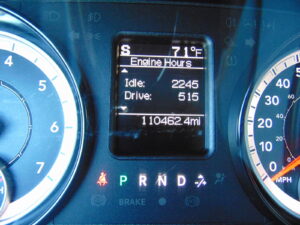 S 71°F
Engine Hours
Idle: 2245
Drive: 515
110462.4mi
4
5
6
7
40
30
20
10
0
MPH
P R N D
BRAKE